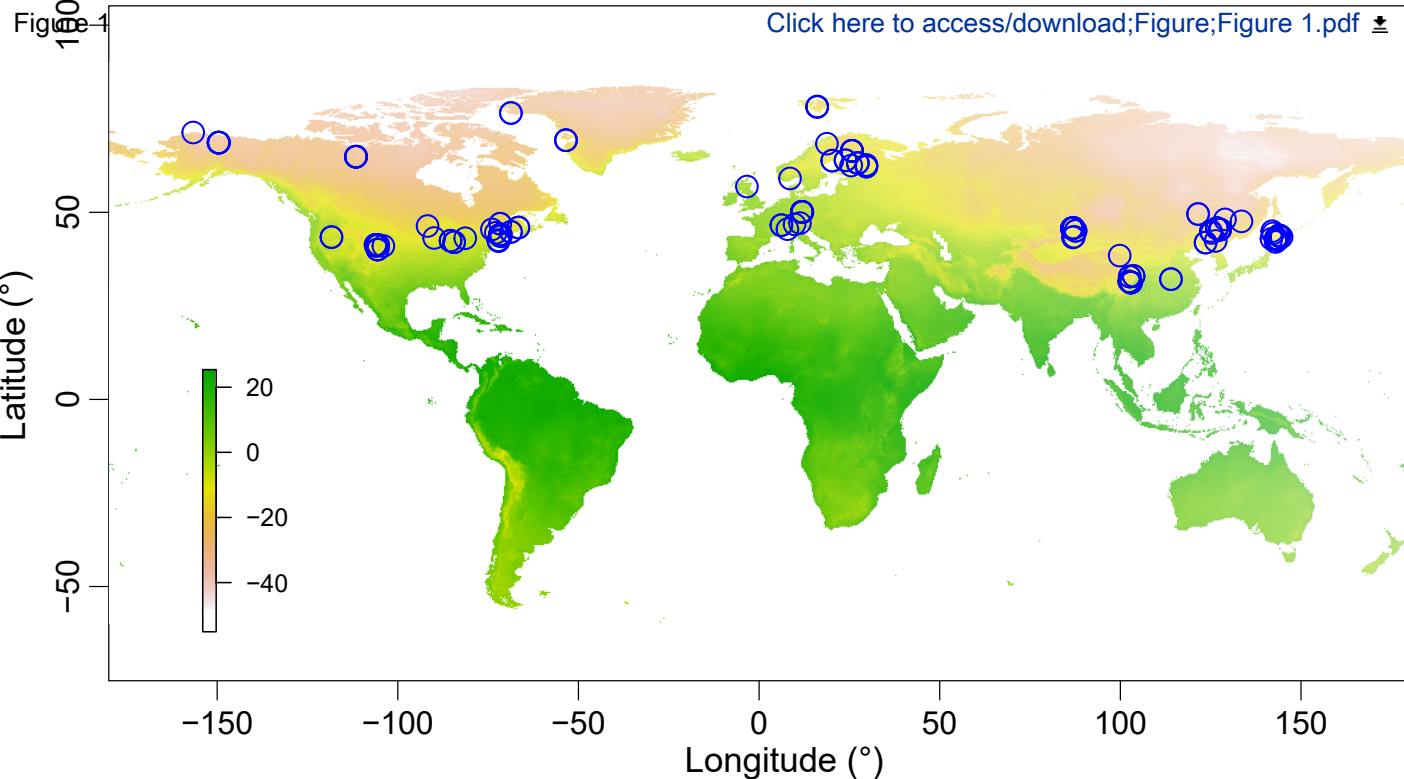 Figure 1
Click here to access/download;Figure;Figure 1.pdf
100
50
0
−50
Latitude (°)
20
0
−20
−40
−150 −100 −50 0 50 100 150
Longitude (°)